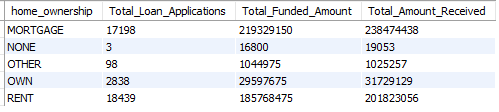 home_ownership Total_Loan_Applications Total_Funded_Amount Total_Amount_Received
MORTGAGE 17198 219329150 238474438
NONE 3 16800 19053
OTHER 98 1044975 1025257
OWN 2838 29597675 31729129
RENT 18439 185768475 201823056